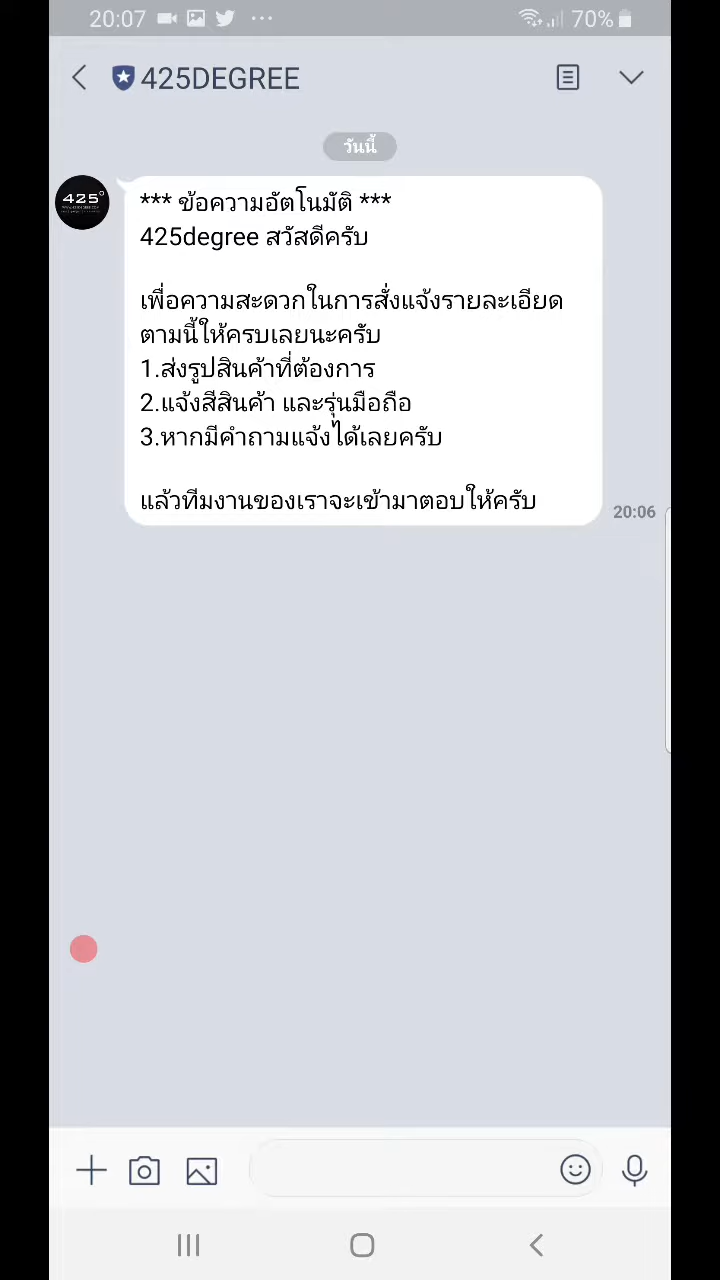 20:07
70%
425DEGREE
วันนี้
425°
*** ข้อความอัตโนมัติ ***
425degree สวัสดีครับ
เพื่อความสะดวกในการสั่งแจ้งรายละเอียด
ตามนี้ให้ครบเลยนะครับ
1.ส่งรูปสินค้าที่ต้องการ
2.แจ้งสีสินค้า และรุ่นมือถือ
3.หากมีคำถามแจ้งได้เลยครับ
แล้วทีมงานของเราจะเข้ามาตอบให้ครับ
20:06